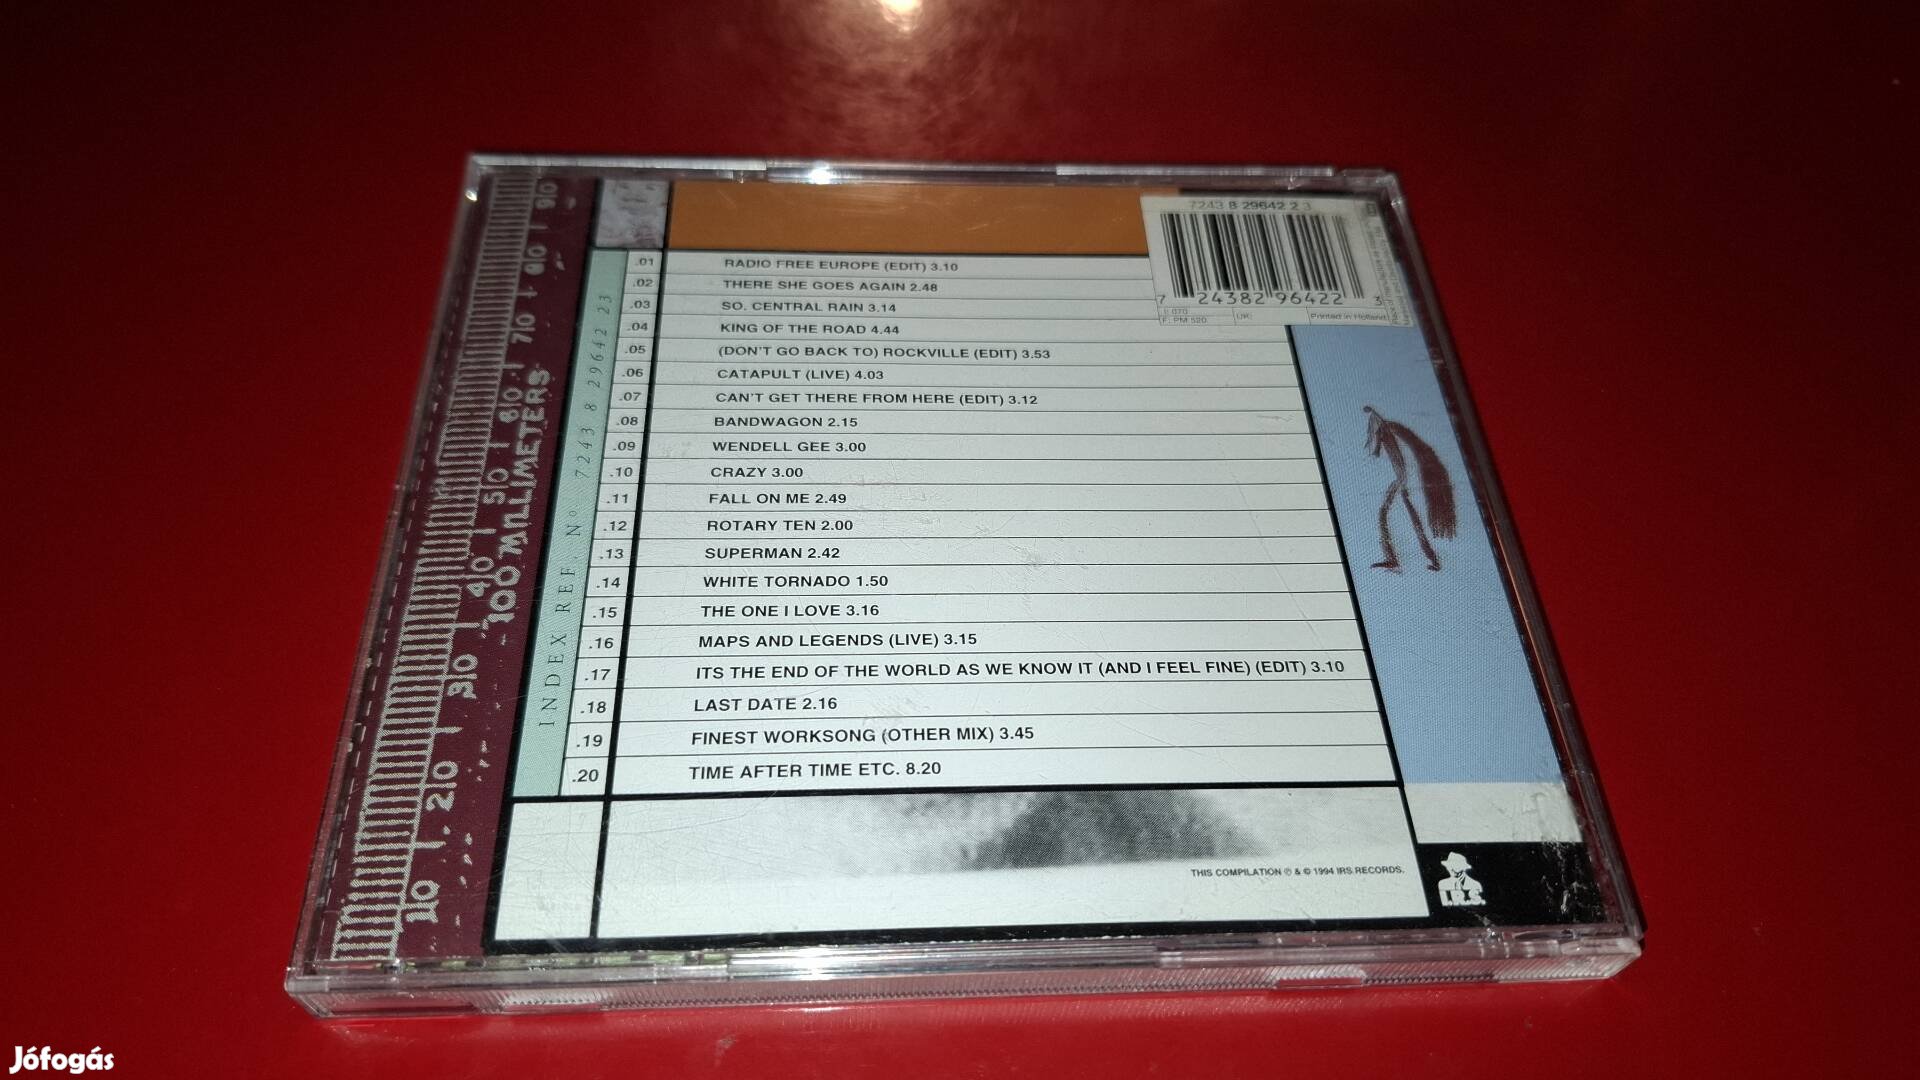 7243 8 29642 2 3
7 24382 96422 3
F: PM 520
UK:
Printed in Holland
.01 RADIO FREE EUROPE (EDIT) 3.10
.02 THERE SHE GOES AGAIN 2.48
.03 SO. CENTRAL RAIN 3.14
.04 KING OF THE ROAD 4.44
.05 (DON'T GO BACK TO) ROCKVILLE (EDIT) 3.53
.06 CATAPULT (LIVE) 4.03
.07 CAN'T GET THERE FROM HERE (EDIT) 3.12
.08 BANDWAGON 2.15
.09 WENDELL GEE 3.00
.10 CRAZY 3.00
.11 FALL ON ME 2.49
.12 ROTARY TEN 2.00
.13 SUPERMAN 2.42
.14 WHITE TORNADO 1.50
.15 THE ONE I LOVE 3.16
.16 MAPS AND LEGENDS (LIVE) 3.15
.17 ITS THE END OF THE WORLD AS WE KNOW IT (AND I FEEL FINE) (EDIT) 3.10
.18 LAST DATE 2.16
.19 FINEST WORKSONG (OTHER MIX) 3.45
.20 TIME AFTER TIME ETC. 8.20
INDEX REF. Nº 7243 8 29642 23
10 20 30 40 50 60 70 80 90
100 MILLIMETERS
THIS COMPILATION ℗ & © 1994 IRS RECORDS.
I.R.S.
Jófogás